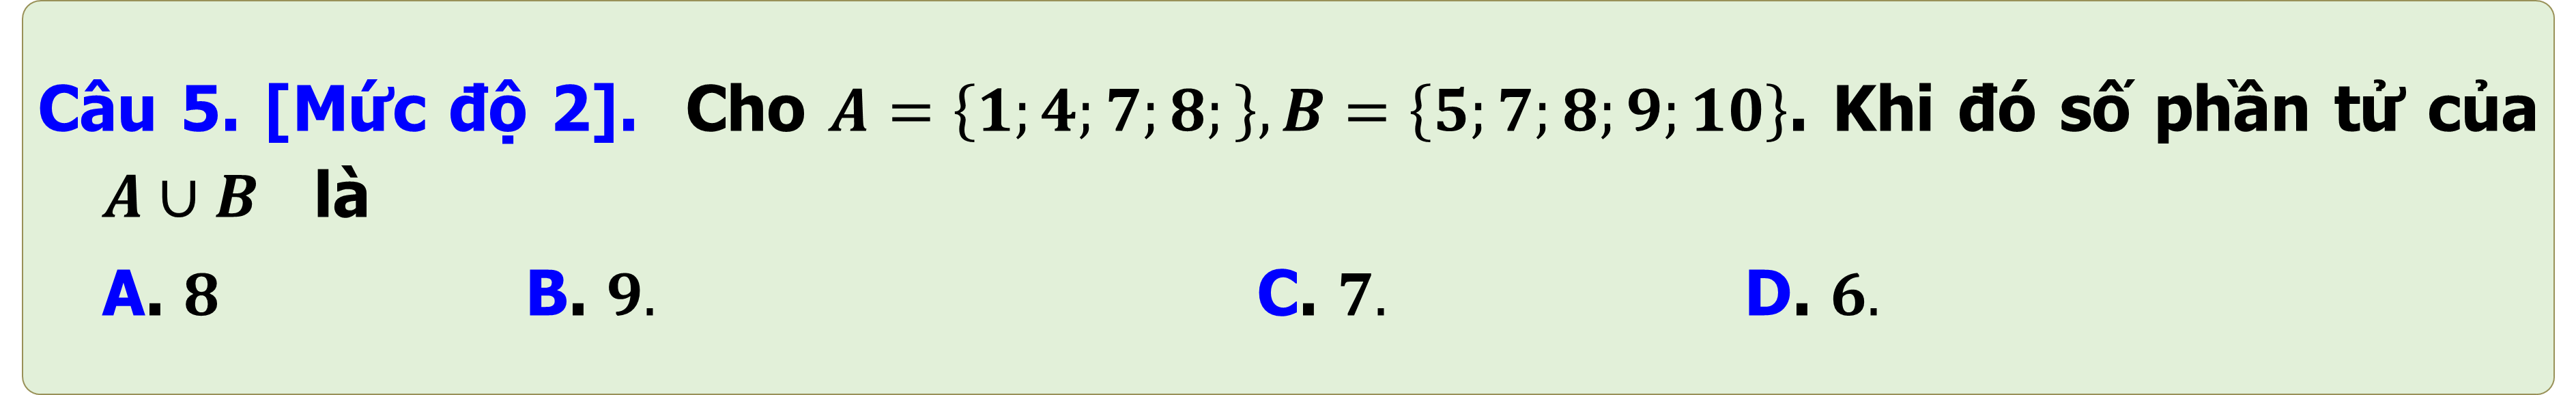 Câu 5. [Mức độ 2]. Cho A = {1; 4; 7; 8; }, B = {5; 7; 8; 9; 10}. Khi đó số phần tử của
A ∪ B là
A. 8 B. 9. C. 7. D. 6.